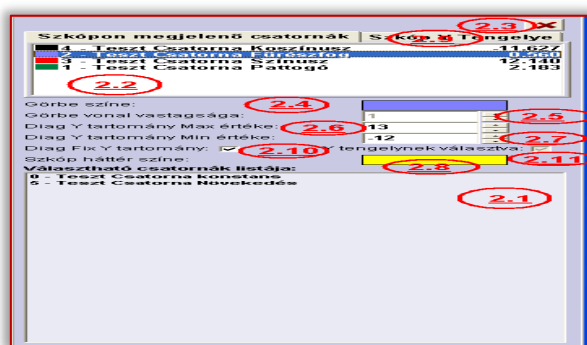 2.3
Szkópon megjelenő csatornák Szkóp Y Tengelye
4 - Teszt Csatorna Koszínusz -11,627
2 - Teszt Csatorna Fűrészfog 0,560
3 - Teszt Csatorna Színusz 12,140
1 - Teszt Csatorna Pattogó 2,183
2.2
Görbe színe: 2.4
Görbe vonal vastagsága: 1 2.5
Diag Y tartomány Max értéke: 2.6 13
Diag Y tartomány Min értéke: -12 2.7
Diag Fix Y tartomány: 2.10 Y tengelynek választva:
Szkóp háttér színe: 2.8 2.11
Választható csatornák listája:
0 - Teszt Csatorna Konstans
5 - Teszt Csatorna Növekedés
2.1